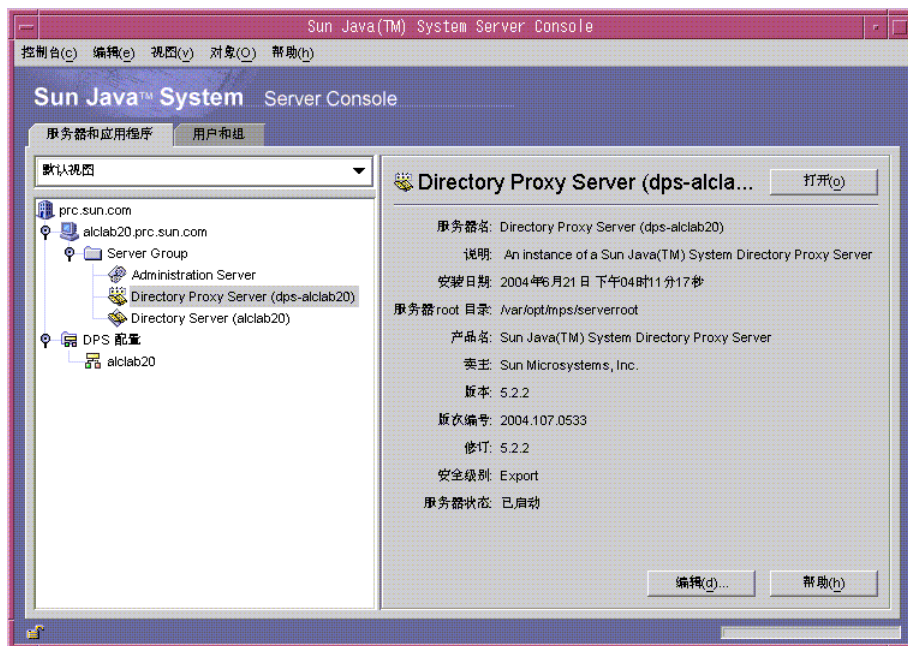 Sun Java(TM) System Server Console
控制台(c) 编辑(e) 视图(v) 对象(O) 帮助(h)
Sun Java™ System Server Console
服务器和应用程序 用户和组
默认视图
prc.sun.com
alclab20.prc.sun.com
Server Group
Administration Server
Directory Proxy Server (dps-alclab20)
Directory Server (alclab20)
DPS 配置
alclab20
Directory Proxy Server (dps-alcla... 打开(o)
服务器名: Directory Proxy Server (dps-alclab20)
说明: An instance of a Sun Java(TM) System Directory Proxy Server
安装日期: 2004年6月21日 下午04时11分17秒
服务器root 目录: /var/opt/mps/serverroot
产品名: Sun Java(TM) System Directory Proxy Server
卖主: Sun Microsystems, Inc.
版本: 5.2.2
版次编号: 2004.107.0533
修订: 5.2.2
安全级别: Export
服务器状态: 已启动
编辑(d)... 帮助(h)